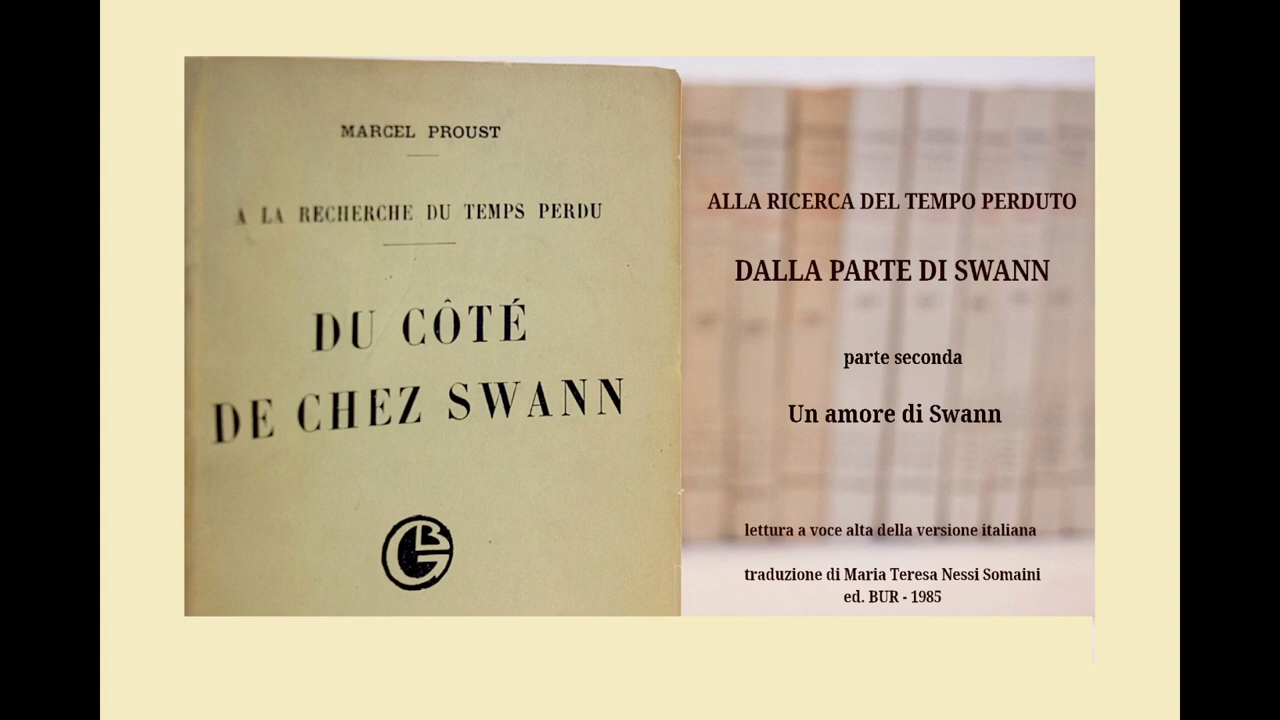 MARCEL PROUST
A LA RECHERCHE DU TEMPS PERDU
DU CÔTÉ
DE CHEZ SWANN
BG
ALLA RICERCA DEL TEMPO PERDUTO
DALLA PARTE DI SWANN
parte seconda
Un amore di Swann
lettura a voce alta della versione italiana
traduzione di Maria Teresa Nessi Somaini
ed. BUR - 1985